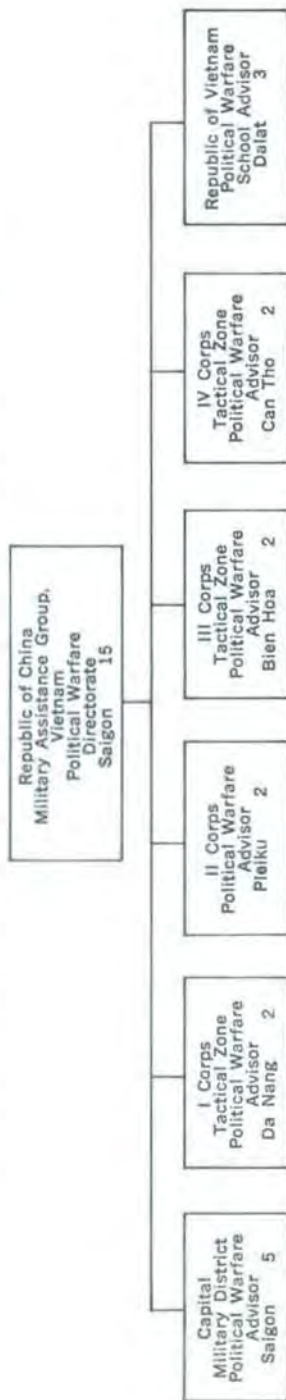 Republic of China
Military Assistance Group,
Vietnam
Political Warfare
Directorate
Saigon 15
Capital
Military District
Political Warfare
Advisor
Saigon 5
I Corps
Tactical Zone
Political Warfare
Advisor
Da Nang 2
II Corps
Political Warfare
Advisor
Pleiku 2
III Corps
Tactical Zone
Political Warfare
Advisor
Bien Hoa 2
IV Corps
Tactical Zone
Political Warfare
Advisor
Can Tho 2
Republic of Vietnam
Political Warfare
School Advisor
Dalat 3